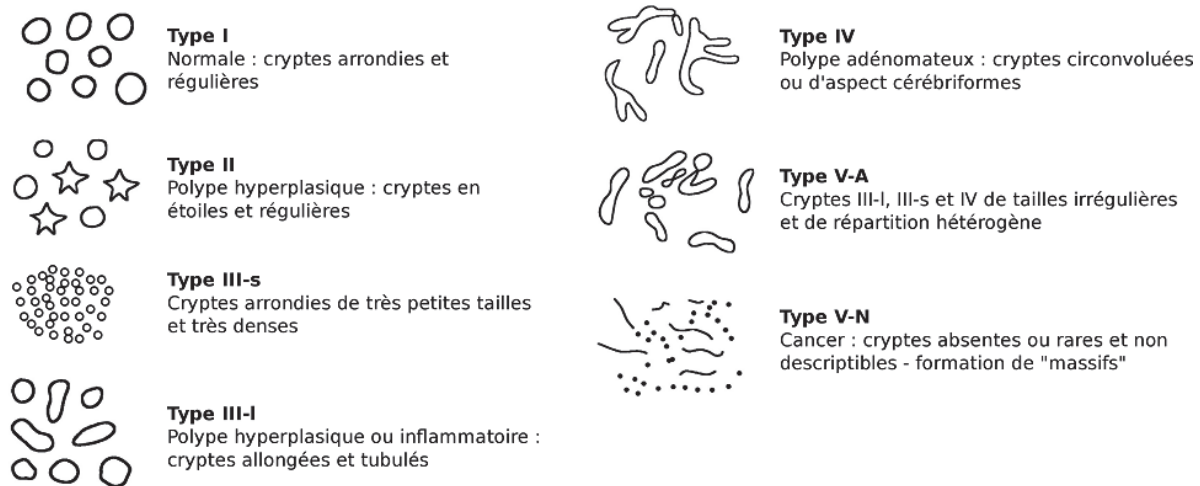 Type I
Normale : cryptes arrondies et
régulières
Type II
Polype hyperplasique : cryptes en
étoiles et régulières
Type III-s
Cryptes arrondies de très petites tailles
et très denses
Type III-l
Polype hyperplasique ou inflammatoire :
cryptes allongées et tubulés
Type IV
Polype adénomateux : cryptes circonvoluées
ou d'aspect cérébriformes
Type V-A
Cryptes III-l, III-s et IV de tailles irrégulières
et de répartition hétérogène
Type V-N
Cancer : cryptes absentes ou rares et non
descriptibles - formation de "massifs"